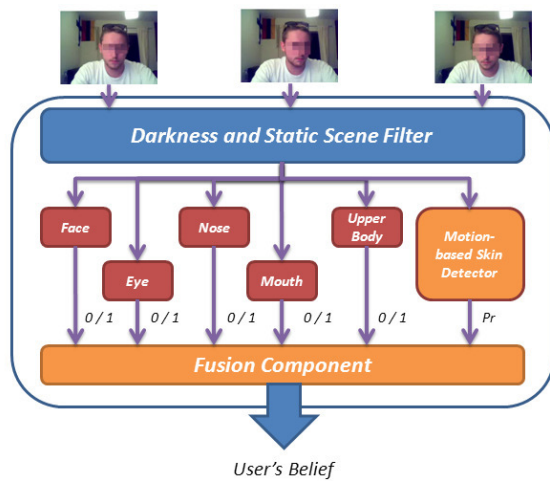 Darkness and Static Scene Filter
Face
Nose
Upper
Body
Motion-
based Skin
Detector
Eye
Mouth
0 / 1
0 / 1
0 / 1
0 / 1
0 / 1
Pr
Fusion Component
User's Belief